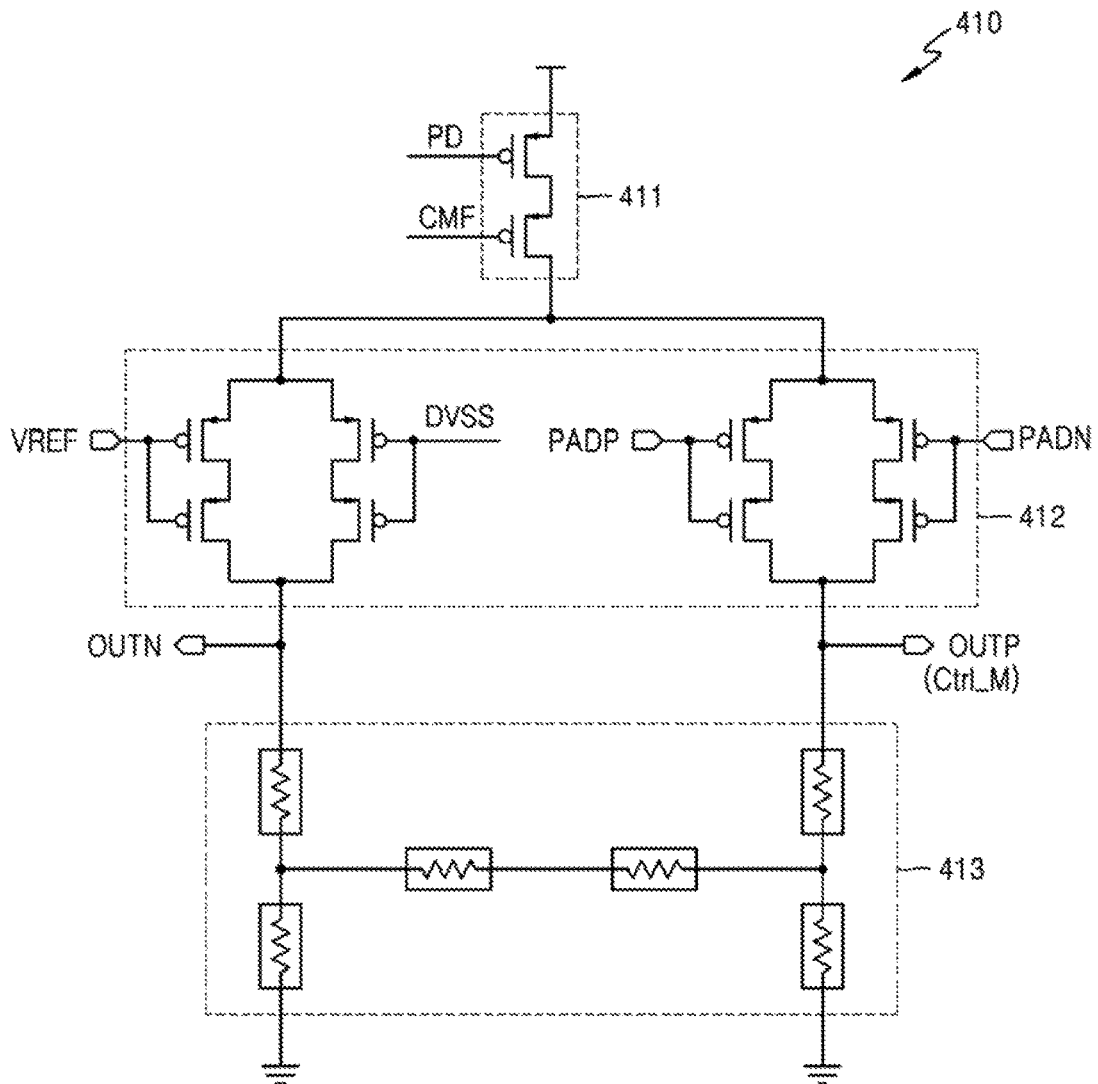 410
PD
411
CMF
VREF
DVSS
PADP
PADN
412
OUTN
OUTP
(Ctrl_M)
413